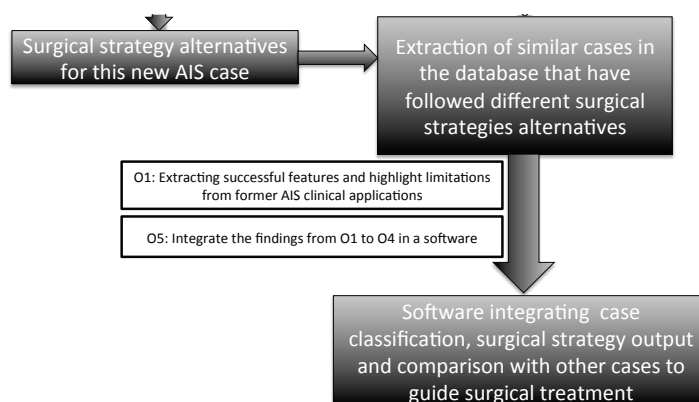 Surgical strategy alternatives
for this new AIS case
Extraction of similar cases in
the database that have
followed different surgical
strategies alternatives
O1: Extracting successful features and highlight limitations
from former AIS clinical applications
O5: Integrate the findings from O1 to O4 in a software
Software integrating case
classification, surgical strategy output
and comparison with other cases to
guide surgical treatment